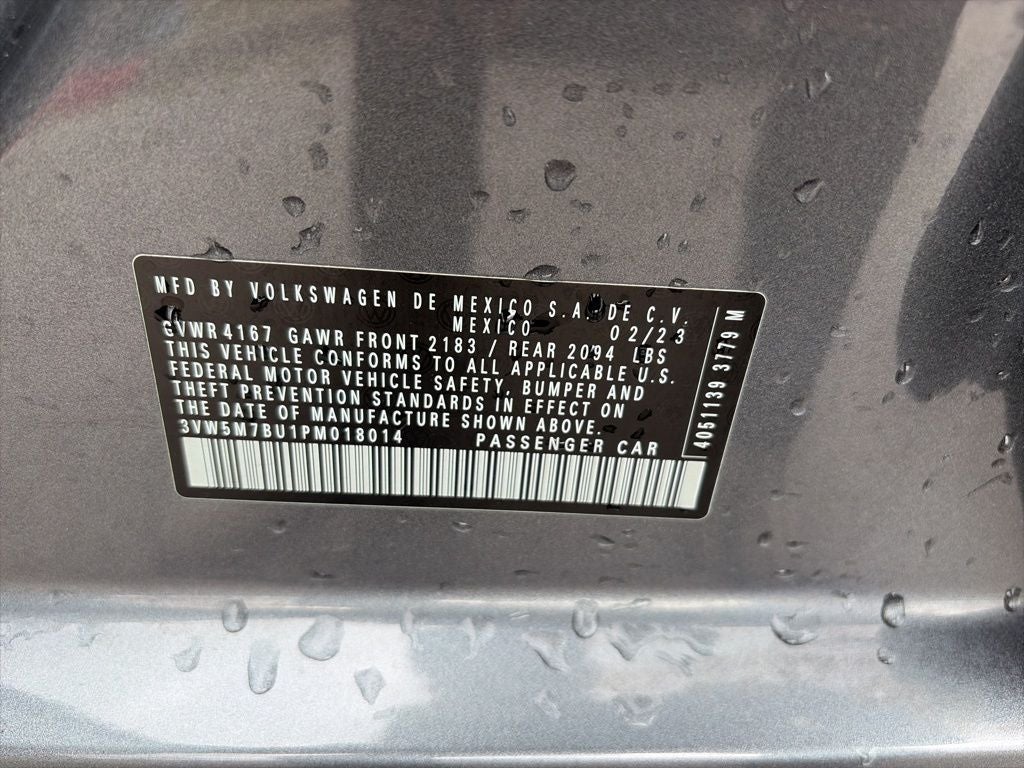 MFD BY VOLKSWAGEN DE MEXICO S.A. DE C.V.
MEXICO 02/23
GVWR 4167 GAWR FRONT 2183 / REAR 2094 LBS
THIS VEHICLE CONFORMS TO ALL APPLICABLE U.S.
FEDERAL MOTOR VEHICLE SAFETY, BUMPER AND
THEFT PREVENTION STANDARDS IN EFFECT ON
THE DATE OF MANUFACTURE SHOWN ABOVE.
3VW5M7BU1PM018014 PASSENGER CAR
4051139 3779 M